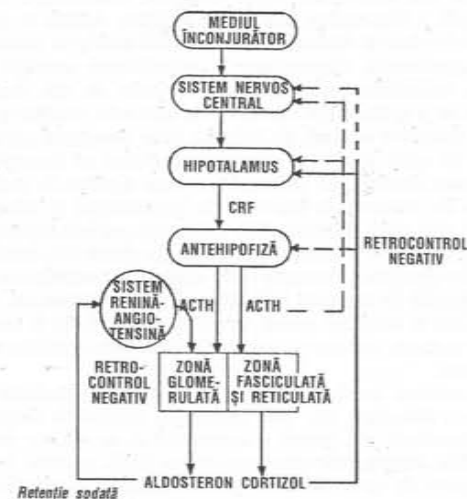 MEDIUL
ÎNCONJURĂTOR
SISTEM NERVOS
CENTRAL
HIPOTALAMUS
CRF
ANTEHIPOFIZĂ
RETROCONTROL
NEGATIV
SISTEM
RENINĂ-
ANGIO-
TENSINĂ
ACTH
ACTH
RETRO-
CONTROL
NEGATIV
ZONĂ
GLOME-
RULATĂ
ZONĂ
FASCICULATĂ
ȘI RETICULATĂ
ALDOSTERON CORTIZOL
Retenție sodată